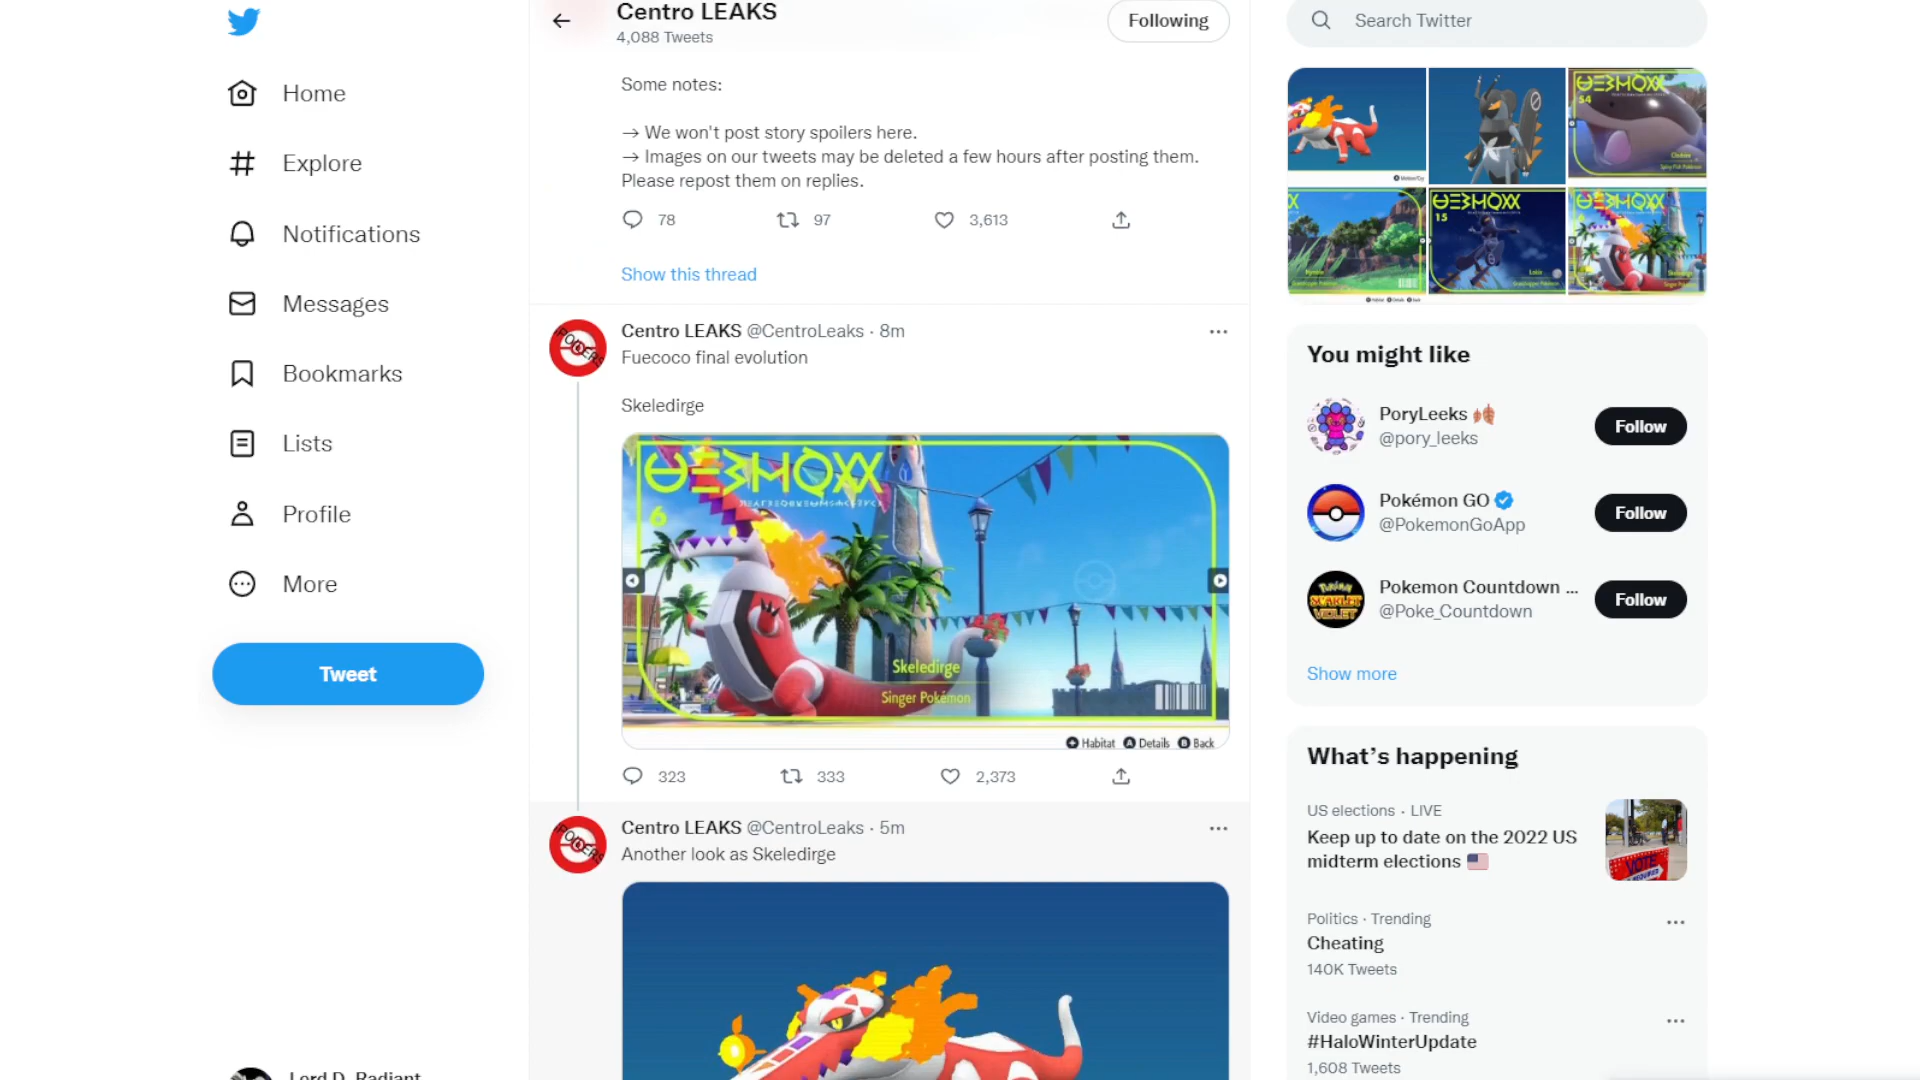 Home
Explore
Notifications
Messages
Bookmarks
Lists
Profile
More
Tweet
Lord D. Radiant
Centro LEAKS
4,088 Tweets
Following
Some notes:
→ We won't post story spoilers here.
→ Images on our tweets may be deleted a few hours after posting them.
Please repost them on replies.
78 97 3,613
Show this thread
Centro LEAKS @CentroLeaks · 8m
Fuecoco final evolution
Skeledirge
6
Skeledirge
Singer Pokémon
Habitat A Details B Back
323 333 2,373
Centro LEAKS @CentroLeaks · 5m
Another look as Skeledirge
Search Twitter
54
15
You might like
PoryLeeks
@pory_leeks
Follow
Pokémon GO
@PokemonGoApp
Follow
Pokemon Countdown ...
@Poke_Countdown
Follow
Show more
What's happening
US elections · LIVE
Keep up to date on the 2022 US
midterm elections
VOTE
Politics · Trending
Cheating
140K Tweets
Video games · Trending
#HaloWinterUpdate
1,608 Tweets